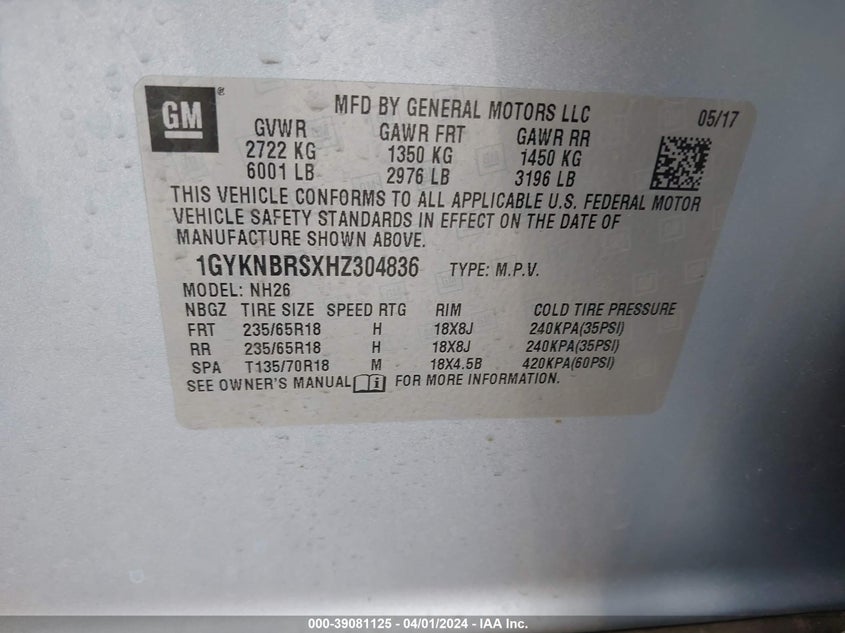 GM ®
MFD BY GENERAL MOTORS LLC 05/17
GVWR GAWR FRT GAWR RR
2722 KG 1350 KG 1450 KG
6001 LB 2976 LB 3196 LB
THIS VEHICLE CONFORMS TO ALL APPLICABLE U.S. FEDERAL MOTOR
VEHICLE SAFETY STANDARDS IN EFFECT ON THE DATE OF
MANUFACTURE SHOWN ABOVE.
1GYKNBRSXHZ304836 TYPE: M.P.V.
MODEL: NH26
NBGZ TIRE SIZE SPEED RTG RIM COLD TIRE PRESSURE
FRT 235/65R18 H 18X8J 240KPA(35PSI)
RR 235/65R18 H 18X8J 240KPA(35PSI)
SPA T135/70R18 M 18X4.5B 420KPA(60PSI)
SEE OWNER'S MANUAL FOR MORE INFORMATION.
000-39081125 - 04/01/2024 - IAA Inc.